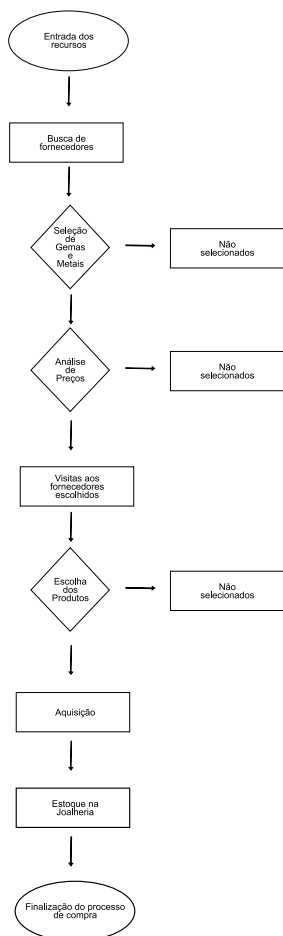 Entrada dos
recursos
Busca de
fornecedores
Seleção
de
Gemas
e
Metais
Não
selecionados
Análise
de
Preços
Não
selecionados
Visitas aos
fornecedores
escolhidos
Escolha
dos
Produtos
Não
selecionados
Aquisição
Estoque na
Joalheria
Finalização do processo
de compra